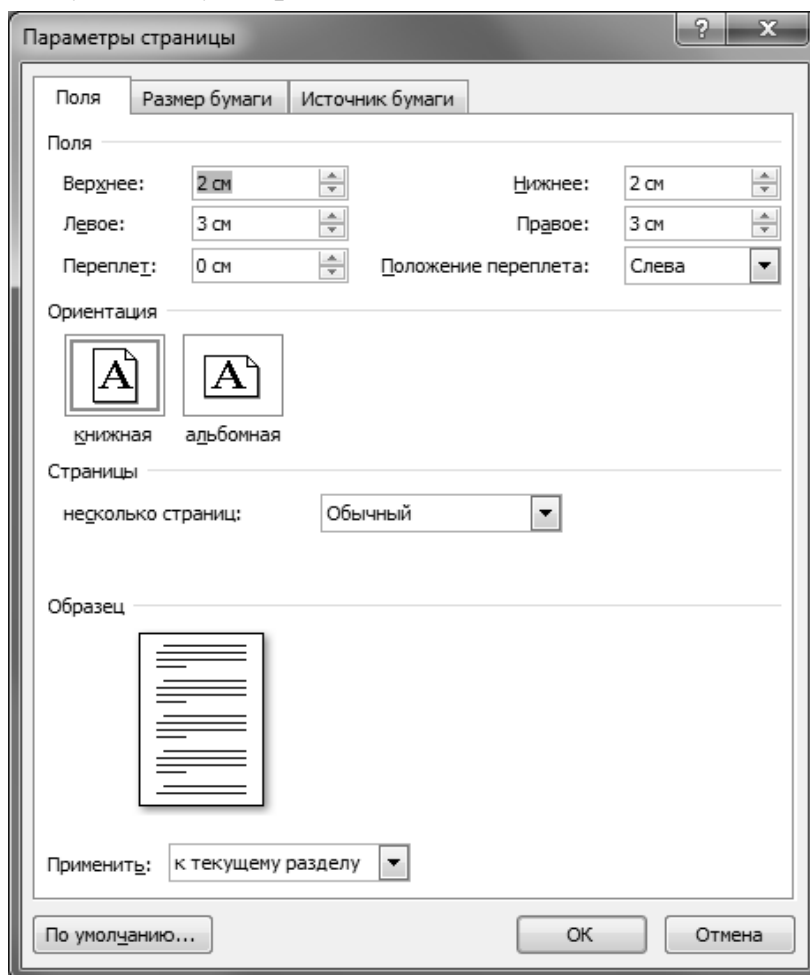 Параметры страницы
Поля Размер бумаги Источник бумаги
Поля
Верхнее: 2 см Нижнее: 2 см
Левое: 3 см Правое: 3 см
Переплет: 0 см Положение переплета: Слева
Ориентация
A A
книжная альбомная
Страницы
несколько страниц: Обычный
Образец
Применить: к текущему разделу
По умолчанию... ОК Отмена